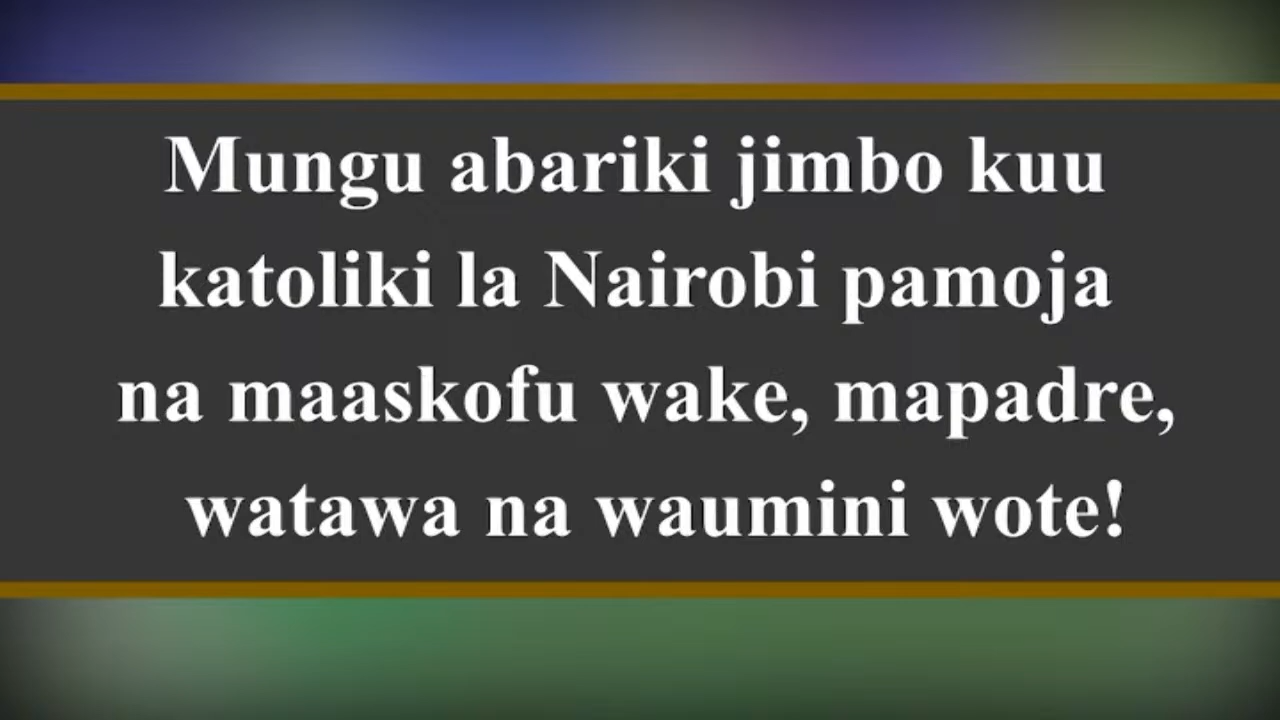 Mungu abariki jimbo kuu
katoliki la Nairobi pamoja
na maaskofu wake, mapadre,
watawa na waumini wote!